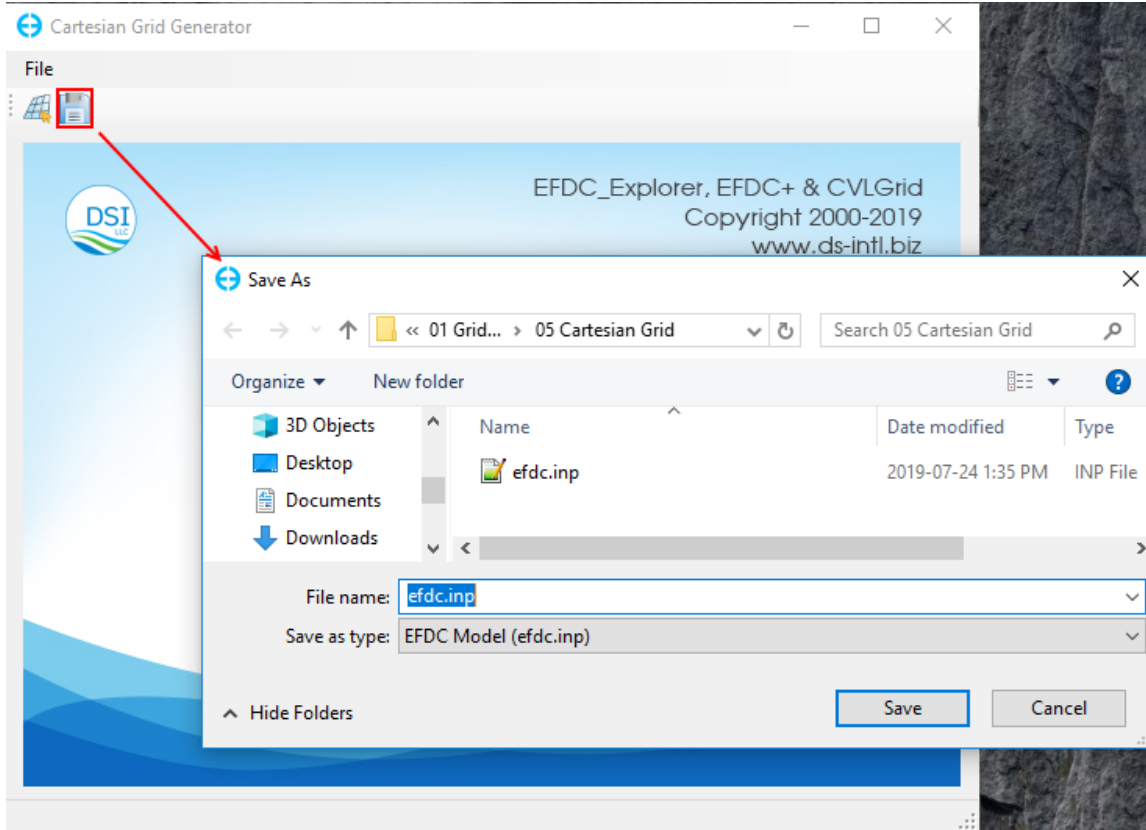 Cartesian Grid Generator
File
DSI
LLC
EFDC_Explorer, EFDC+ & CVLGrid
Copyright 2000-2019
www.ds-intl.biz
Save As
« 01 Grid... › 05 Cartesian Grid
Search 05 Cartesian Grid
Organize
New folder
3D Objects
Desktop
Documents
Downloads
Name
Date modified
Type
efdc.inp
2019-07-24 1:35 PM
INP File
File name: efdc.inp
Save as type: EFDC Model (efdc.inp)
Hide Folders
Save
Cancel